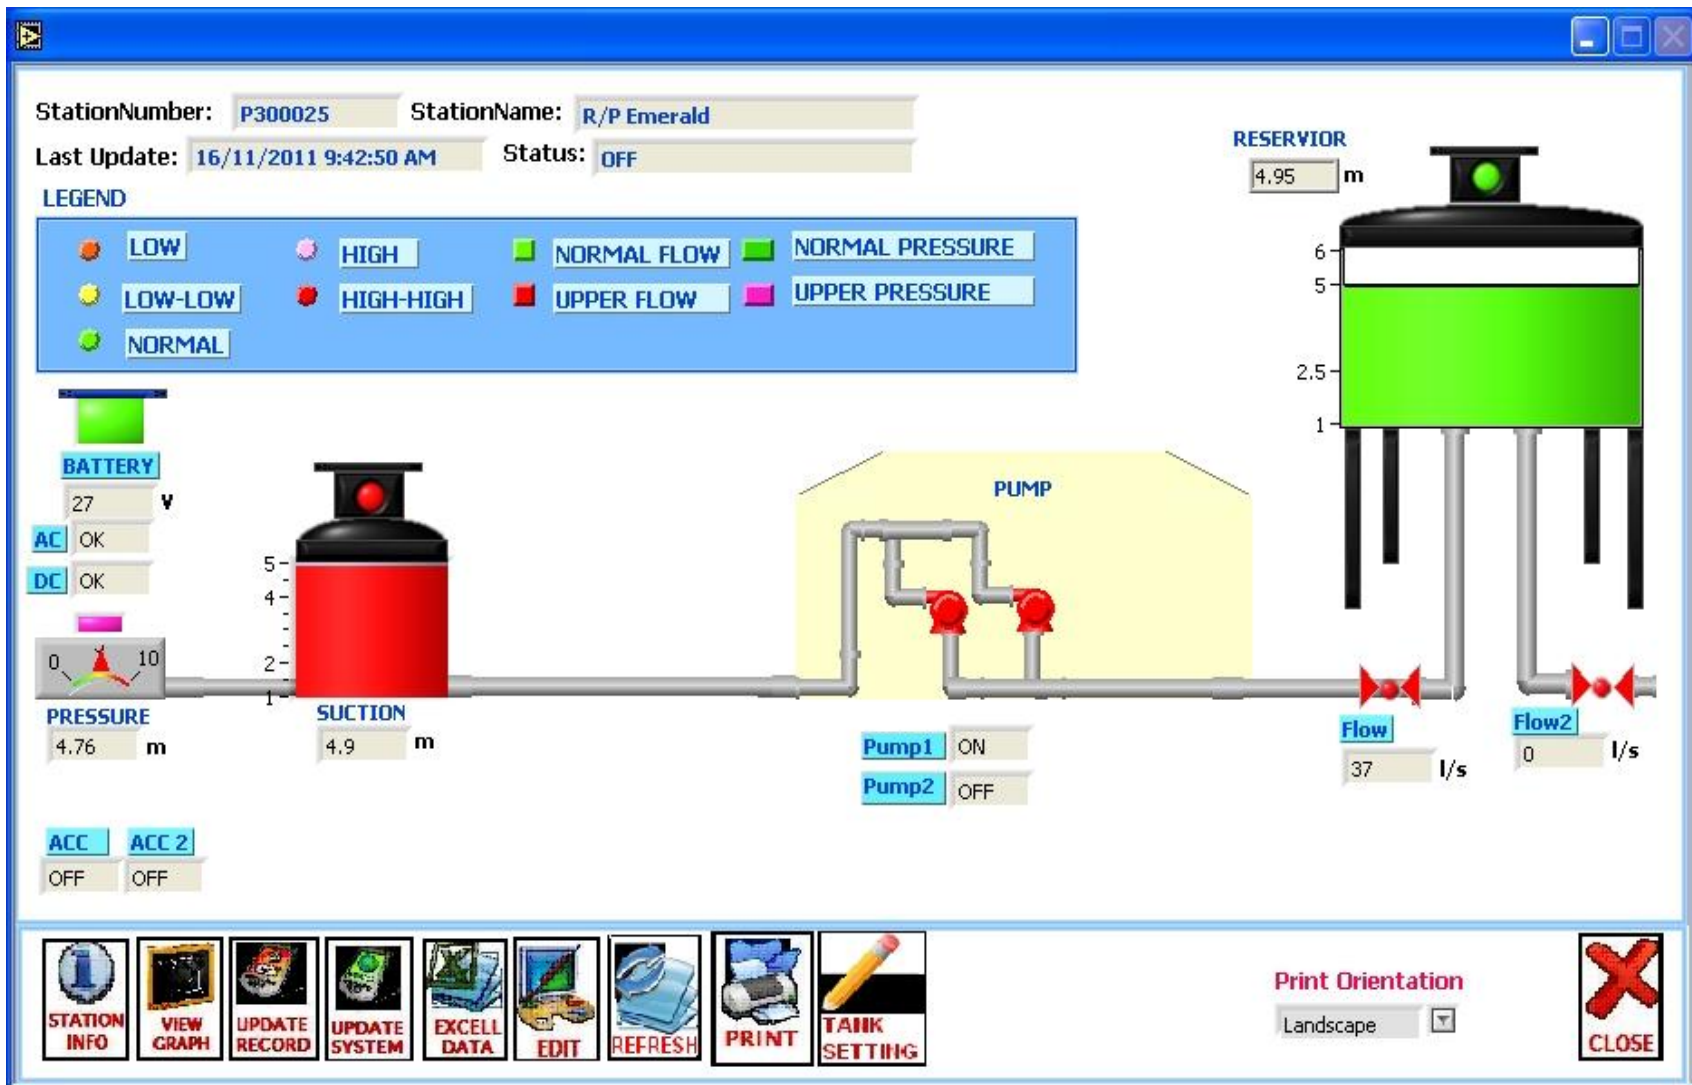 StationNumber: P300025 StationName: R/P Emerald
Last Update: 16/11/2011 9:42:50 AM Status: OFF
LEGEND
LOW HIGH NORMAL FLOW NORMAL PRESSURE
LOW-LOW HIGH-HIGH UPPER FLOW UPPER PRESSURE
NORMAL
RESERVIOR
4.95 m
6
5
2.5
1
BATTERY
27 V
AC OK
DC OK
0 10
PRESSURE
4.76 m
5
4
2
1
SUCTION
4.9 m
PUMP
Pump1 ON
Pump2 OFF
Flow
37 l/s
Flow2
0 l/s
ACC ACC 2
OFF OFF
STATION INFO
VIEW GRAPH
UPDATE RECORD
UPDATE SYSTEM
EXCELL DATA
EDIT
REFRESH
PRINT
TANK SETTING
Print Orientation
Landscape
CLOSE